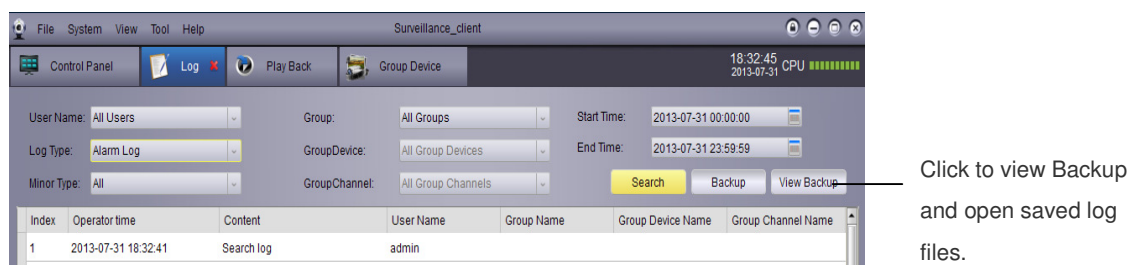 File System View Tool Help Surveillance_client
Control Panel Log Play Back Group Device 18:32:45 2013-07-31 CPU
User Name: All Users Group: All Groups Start Time: 2013-07-31 00:00:00
Log Type: Alarm Log GroupDevice: All Group Devices End Time: 2013-07-31 23:59:59
Minor Type: All GroupChannel: All Group Channels Search Backup View Backup
Index Operator time Content User Name Group Name Group Device Name Group Channel Name
1 2013-07-31 18:32:41 Search log admin
Click to view Backup
and open saved log
files.